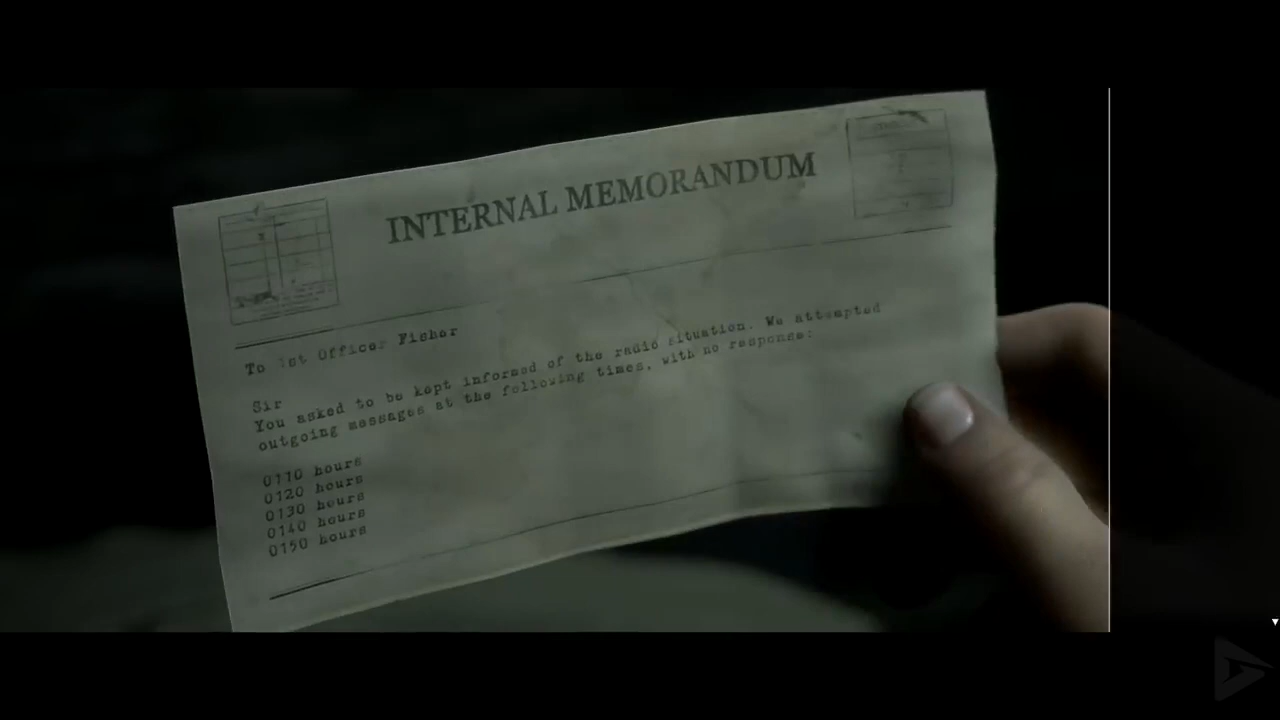 INTERNAL MEMORANDUM
To 1st Officer Fisher
Sir
You asked to be kept informed of the radio situation. We attempted
outgoing messages at the following times, with no response:
0110 hours
0120 hours
0130 hours
0140 hours
0150 hours